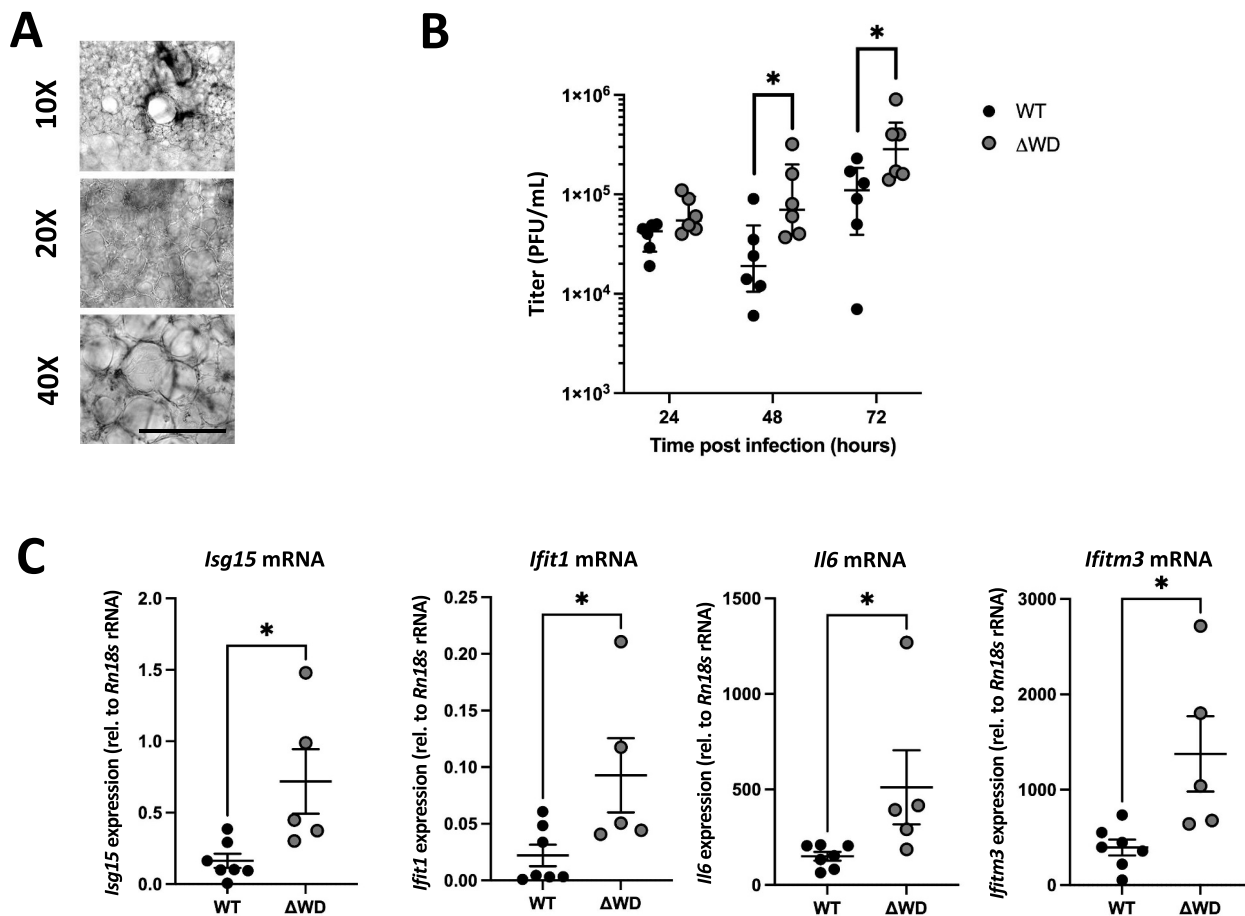 A
10X
20X
40X
B
Titer (PFU/mL)
1×10⁶
1×10⁵
1×10⁴
1×10³
*
*
24
48
72
Time post infection (hours)
WT
ΔWD
C
Isg15 mRNA
Isg15 expression (rel. to Rn18s rRNA)
2.0
1.5
1.0
0.5
0.0
*
WT
ΔWD
Ifit1 mRNA
Ifit1 expression (rel. to Rn18s rRNA)
0.25
0.20
0.15
0.10
0.05
0.00
*
WT
ΔWD
Il6 mRNA
Il6 expression (rel. to Rn18s rRNA)
1500
1000
500
0
*
WT
ΔWD
Ifitm3 mRNA
Ifitm3 expression (rel. to Rn18s rRNA)
3000
2000
1000
0
*
WT
ΔWD